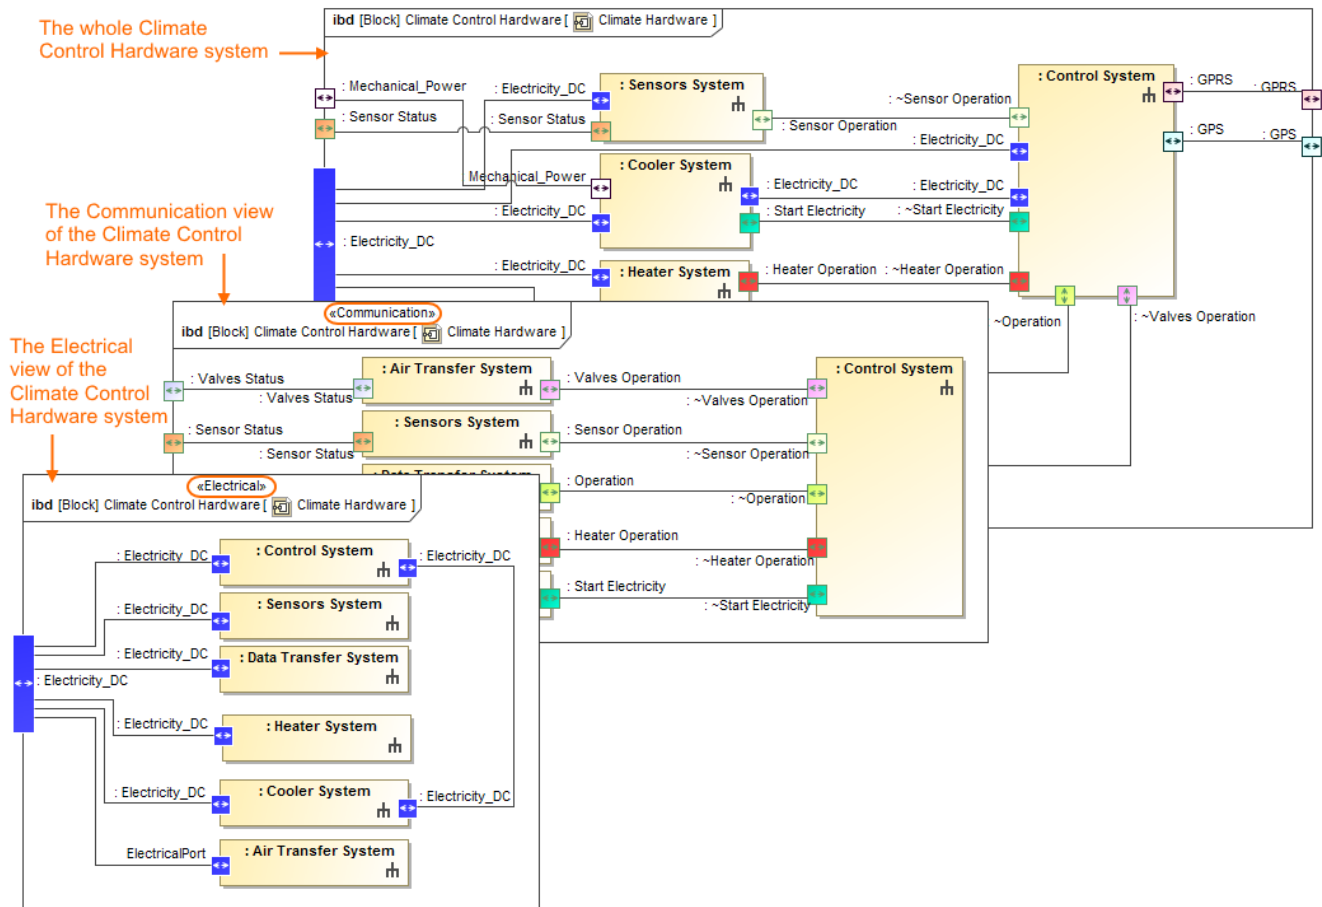 The whole Climate
Control Hardware system
ibd [Block] Climate Control Hardware [ Climate Hardware ]
: Mechanical_Power
: Sensor Status
: Electricity_DC
: Sensor Status
: Sensors System
: Sensor Operation
: ~Sensor Operation
: Electricity_DC
: Control System
: GPRS
: GPRS
: GPS
: GPS
Mechanical_Power
: Cooler System
: Electricity_DC
: Electricity_DC
: Electricity_DC
: Start Electricity
: ~Start Electricity
: Electricity_DC
: Electricity_DC
: Heater System
: Heater Operation
: ~Heater Operation
~Operation
: ~Valves Operation
The Communication view
of the Climate Control
Hardware system
«Communication»
ibd [Block] Climate Control Hardware [ Climate Hardware ]
: Valves Status
: Valves Status
: Air Transfer System
: Valves Operation
: ~Valves Operation
: Control System
: Sensor Status
: Sensor Status
: Sensors System
: Sensor Operation
: ~Sensor Operation
: Data Transfer System
: Operation
: ~Operation
: Heater Operation
: ~Heater Operation
: Start Electricity
: ~Start Electricity
The Electrical
view of the
Climate Control
Hardware system
«Electrical»
ibd [Block] Climate Control Hardware [ Climate Hardware ]
: Electricity_DC
: Control System
: Electricity_DC
: Electricity_DC
: Sensors System
: Electricity_DC
: Data Transfer System
: Electricity_DC
: Electricity_DC
: Heater System
: Electricity_DC
: Cooler System
: Electricity_DC
ElectricalPort
: Air Transfer System